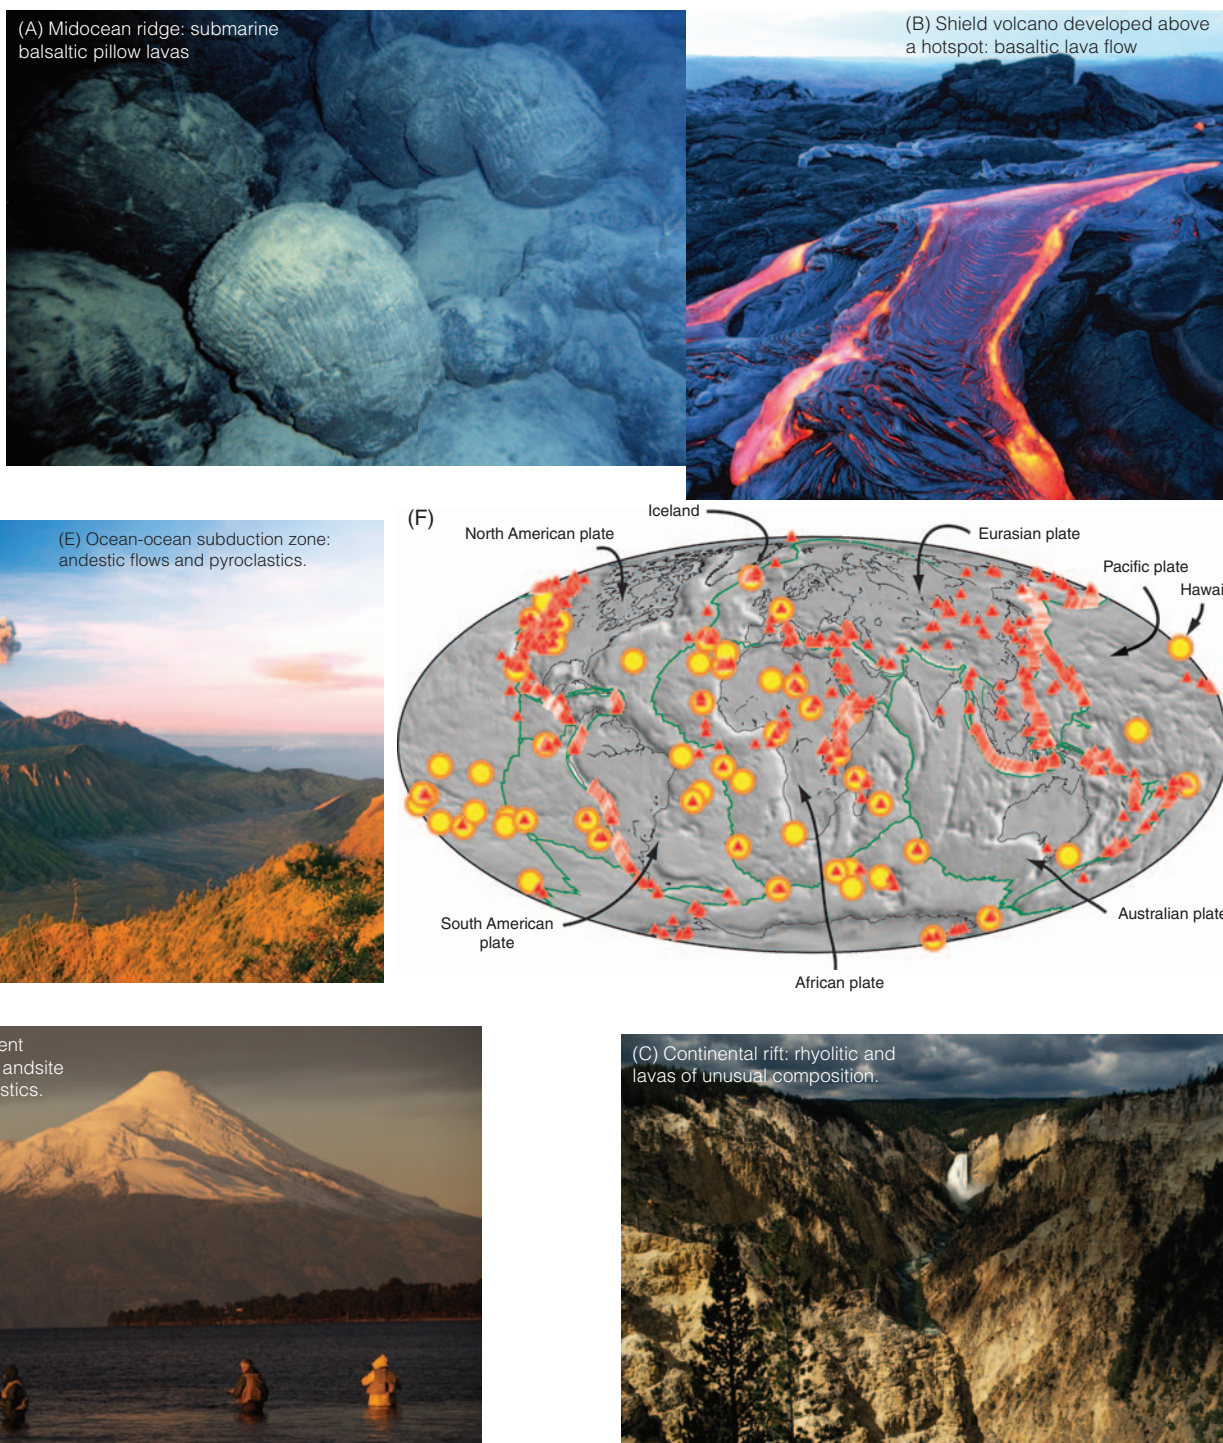 (A) Midocean ridge: submarine
balsaltic pillow lavas
(B) Shield volcano developed above
a hotspot: basaltic lava flow
(E) Ocean-ocean subduction zone:
andestic flows and pyroclastics.
(F)
Iceland
North American plate
Eurasian plate
Pacific plate
Hawai
South American
plate
Australian plate
African plate
ent
andsite
stics.
(C) Continental rift: rhyolitic and
lavas of unusual composition.